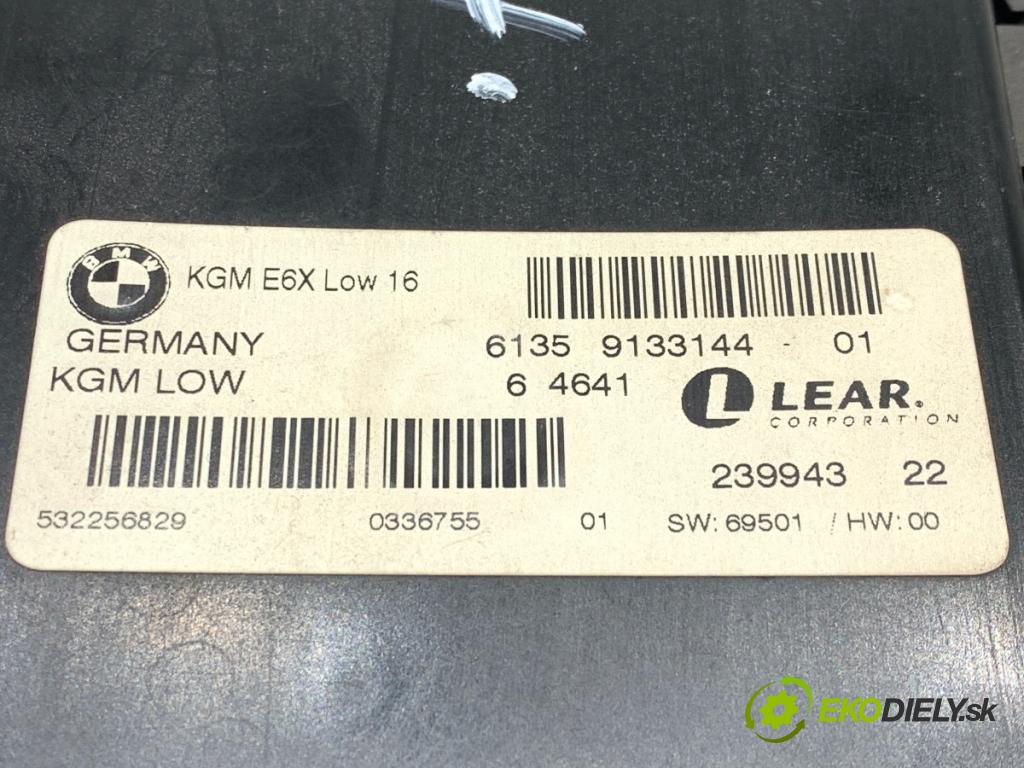 BMW
KGM E6X Low 16
GERMANY 6135 9133144 - 01
KGM LOW 6 4641
L LEAR.®
CORPORATION
239943 22
532256829 0336755 01 SW: 69501 / HW: 00
EKODIELY.sk